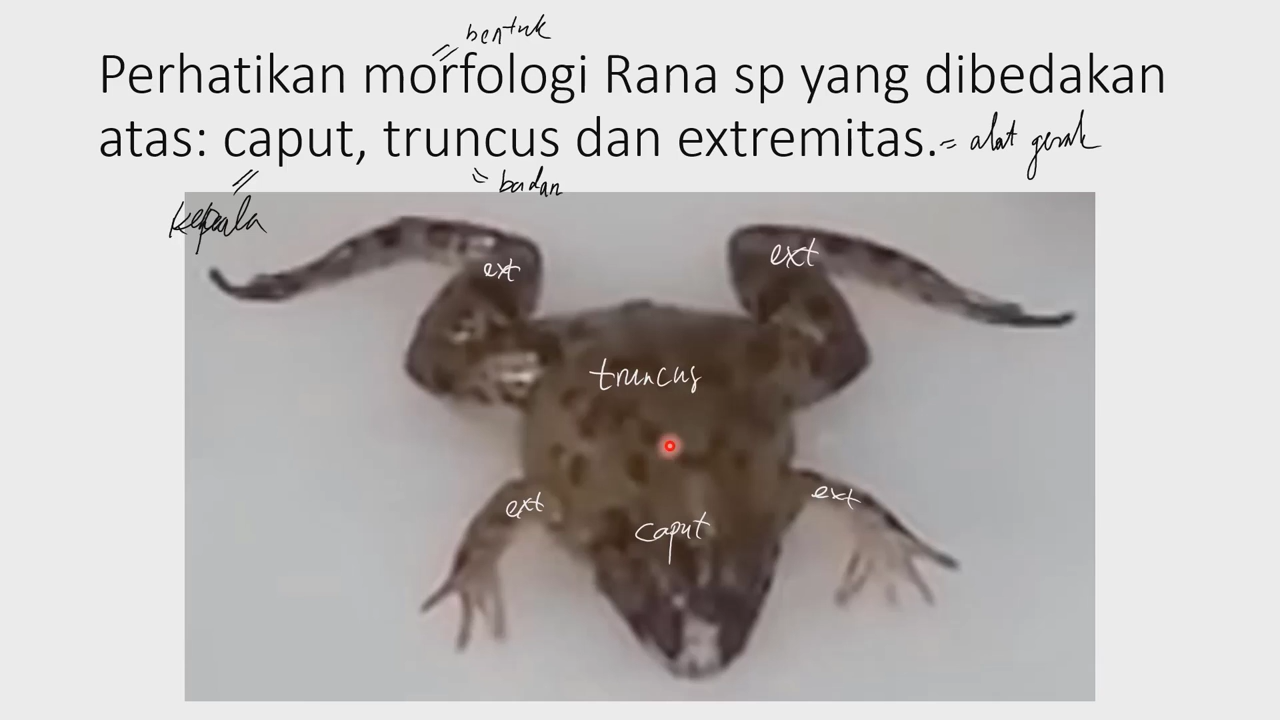 bentuk
Perhatikan morfologi Rana sp yang dibedakan
atas: caput, truncus dan extremitas. = alat gerak
= badan
kepala
ext
ext
truncus
ext
ext
caput